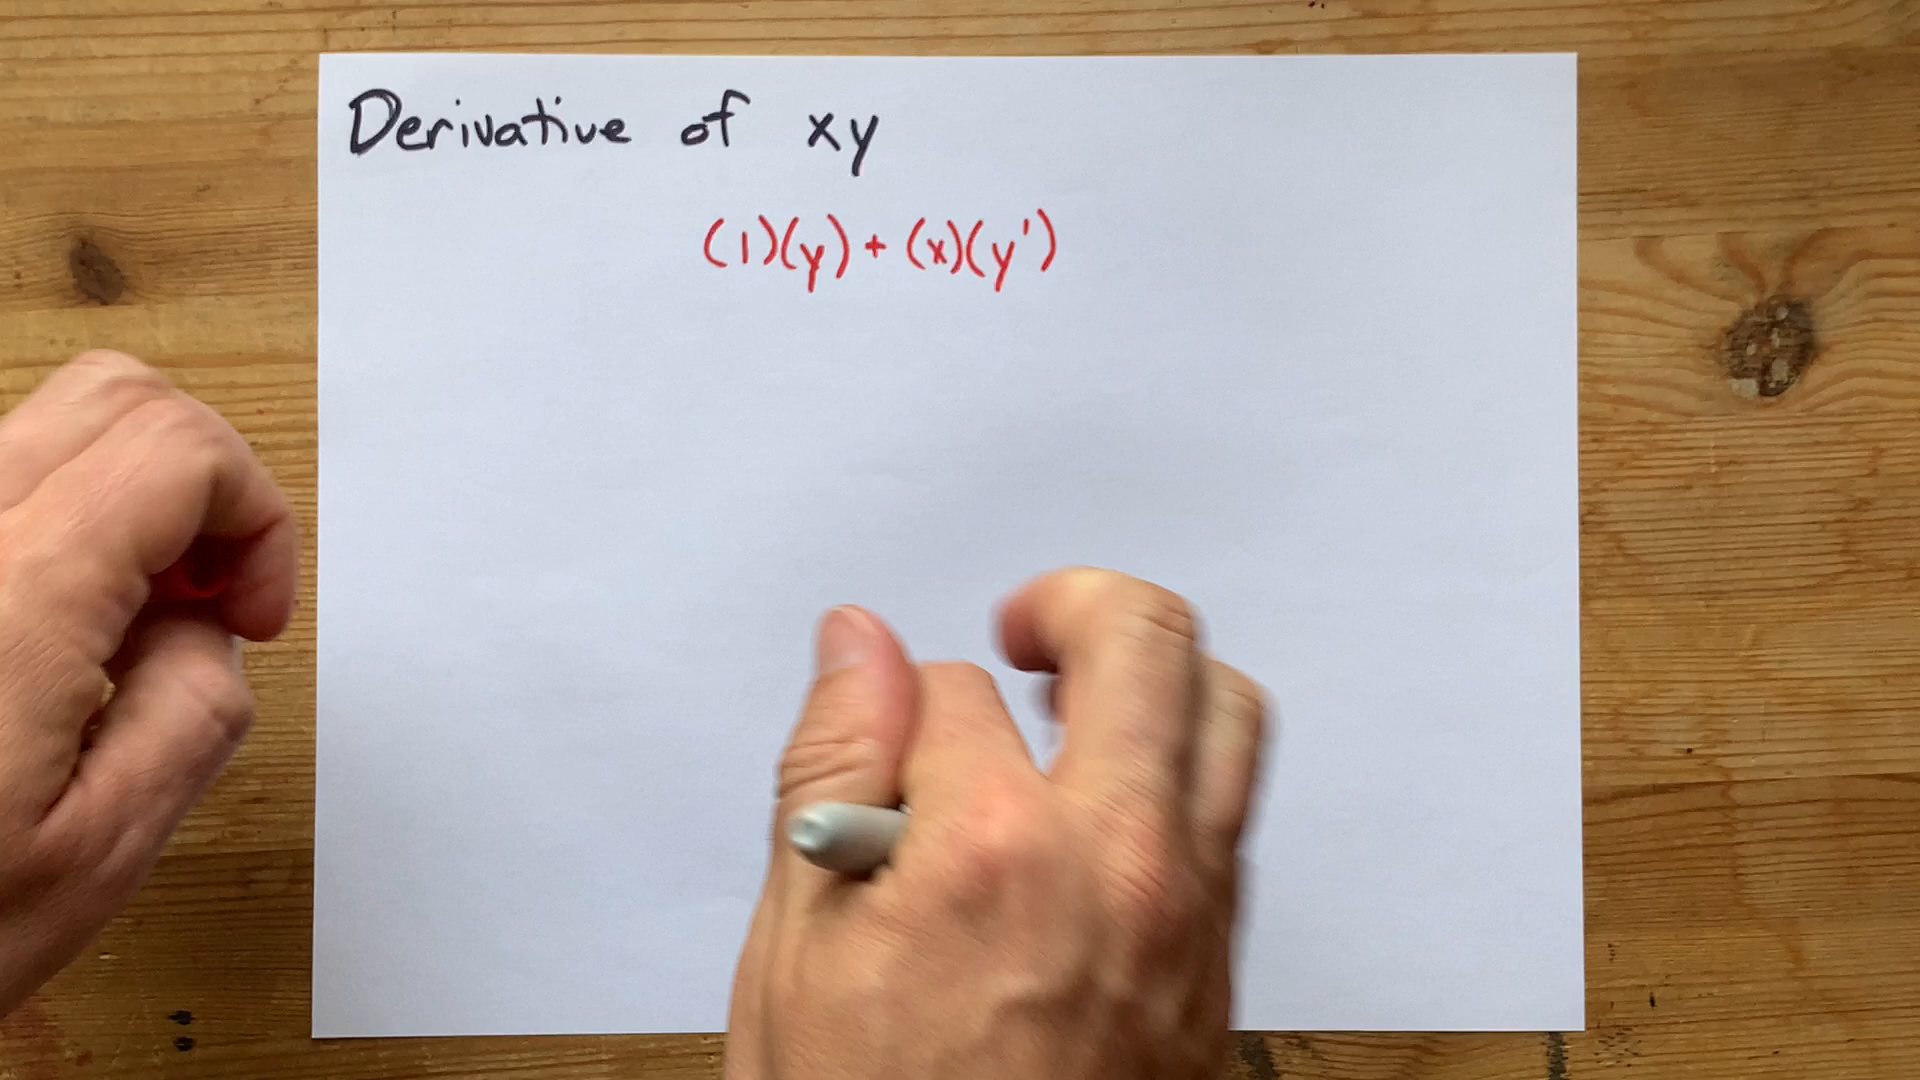 Derivative of xy
(1)(y) + (x)(y')